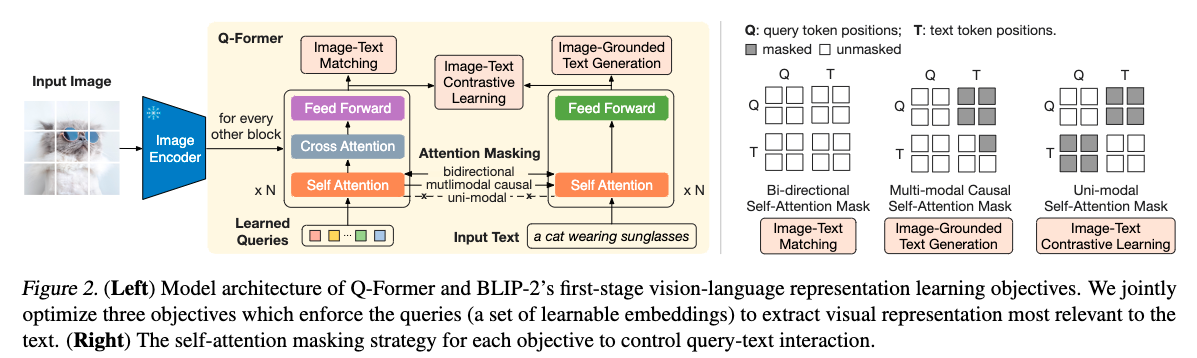 Q-Former
Input Image
Image
Encoder
for every
other block
Image-Text
Matching
Image-Text
Contrastive
Learning
Image-Grounded
Text Generation
Feed Forward
Cross Attention
Self Attention
x N
Attention Masking
bidirectional
mutlimodal causal
uni-modal
Feed Forward
Self Attention
x N
Learned
Queries
...
Input Text
a cat wearing sunglasses
Q: query token positions; T: text token positions.
masked unmasked
Q T
Q
T
Bi-directional
Self-Attention Mask
Image-Text
Matching
Q T
Q
T
Multi-modal Causal
Self-Attention Mask
Image-Grounded
Text Generation
Q T
Q
T
Uni-modal
Self-Attention Mask
Image-Text
Contrastive Learning
Figure 2. (Left) Model architecture of Q-Former and BLIP-2's first-stage vision-language representation learning objectives. We jointly
optimize three objectives which enforce the queries (a set of learnable embeddings) to extract visual representation most relevant to the
text. (Right) The self-attention masking strategy for each objective to control query-text interaction.